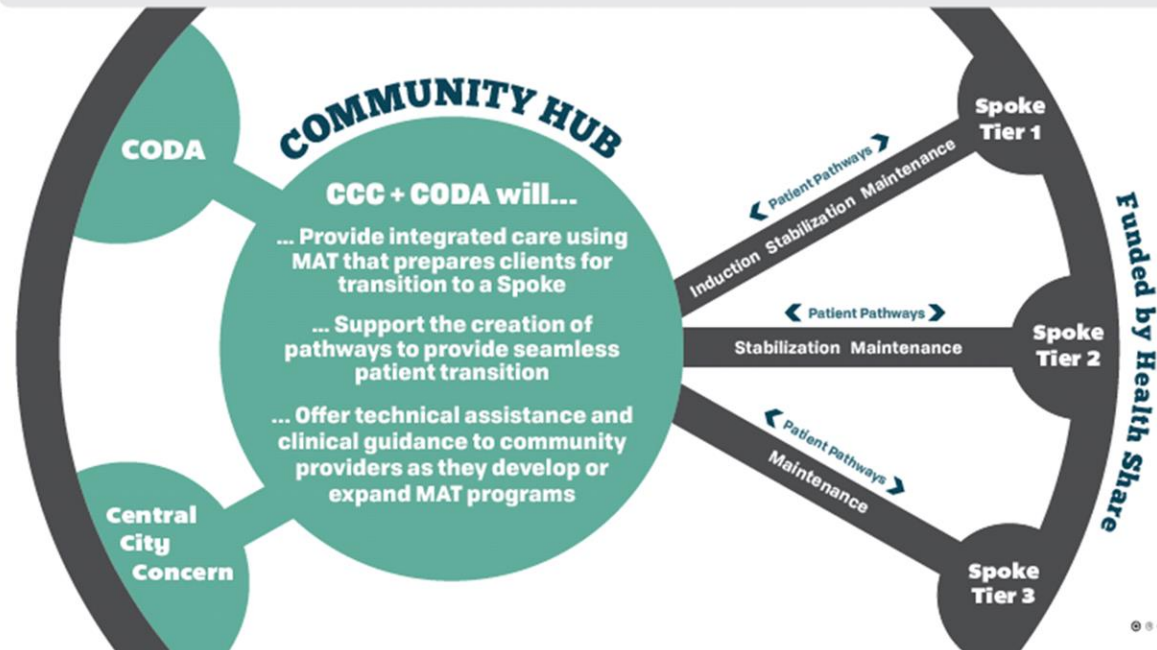 COMMUNITY HUB
CODA
CCC + CODA will...
... Provide integrated care using
MAT that prepares clients for
transition to a Spoke
... Support the creation of
pathways to provide seamless
patient transition
... Offer technical assistance and
clinical guidance to community
providers as they develop or
expand MAT programs
Central
City
Concern
Patient Pathways
Induction Stabilization Maintenance
Spoke
Tier 1
Patient Pathways
Stabilization Maintenance
Spoke
Tier 2
Patient Pathways
Maintenance
Spoke
Tier 3
Funded by Health Share